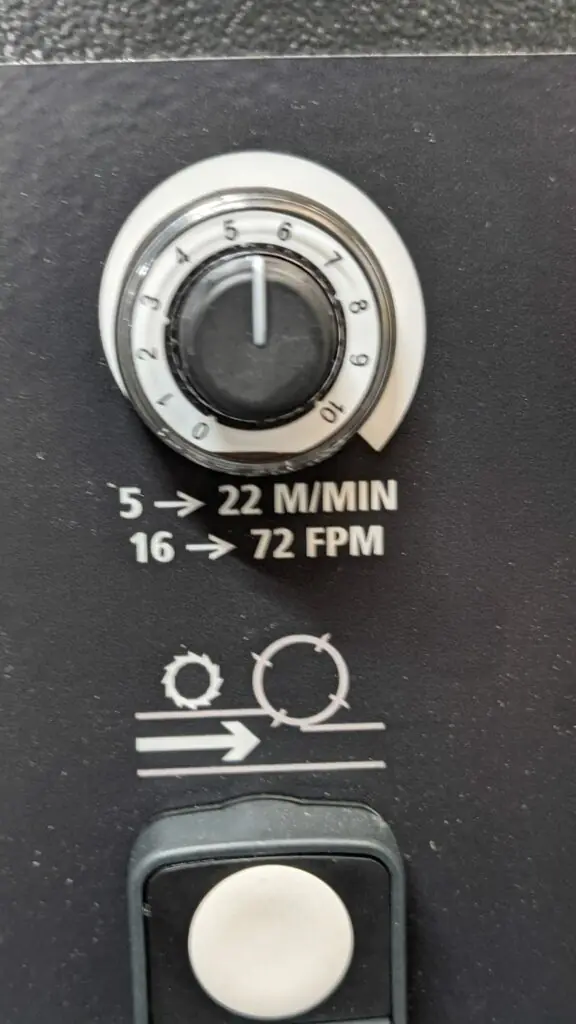 0 1 2 3 4 5 6 7 8 9 10
5 → 22 M/MIN
16 → 72 FPM